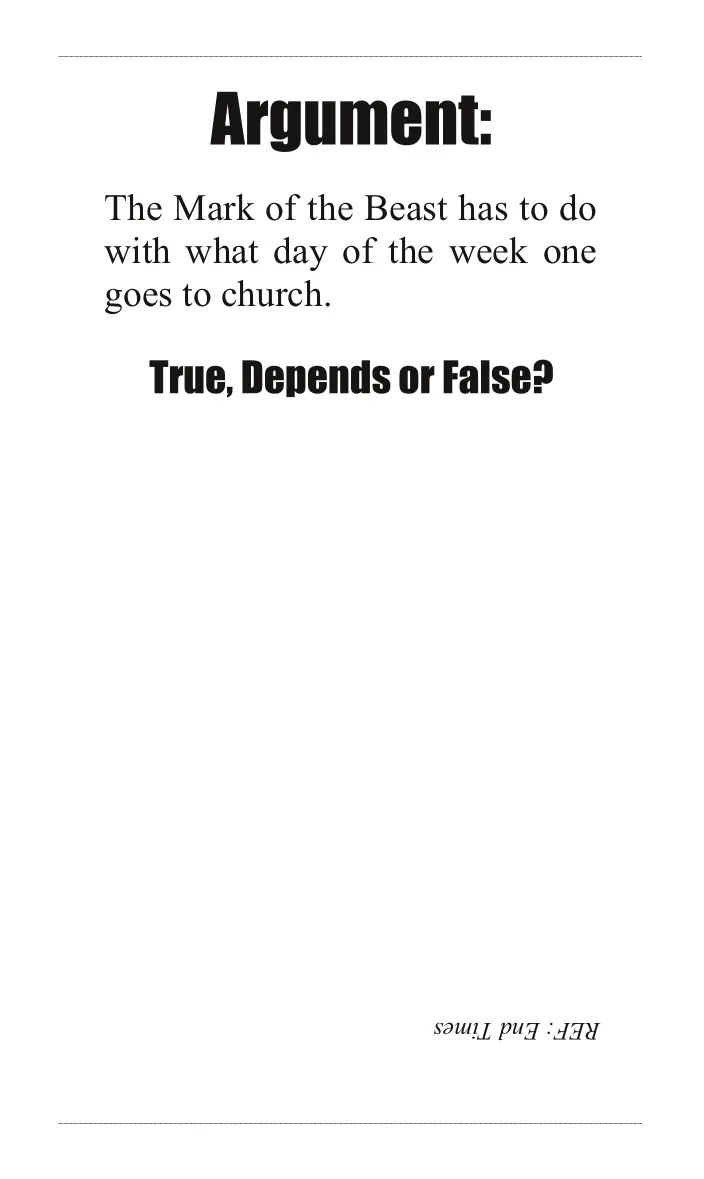 Argument:
The Mark of the Beast has to do
with what day of the week one
goes to church.
True, Depends or False?
REF: End Times